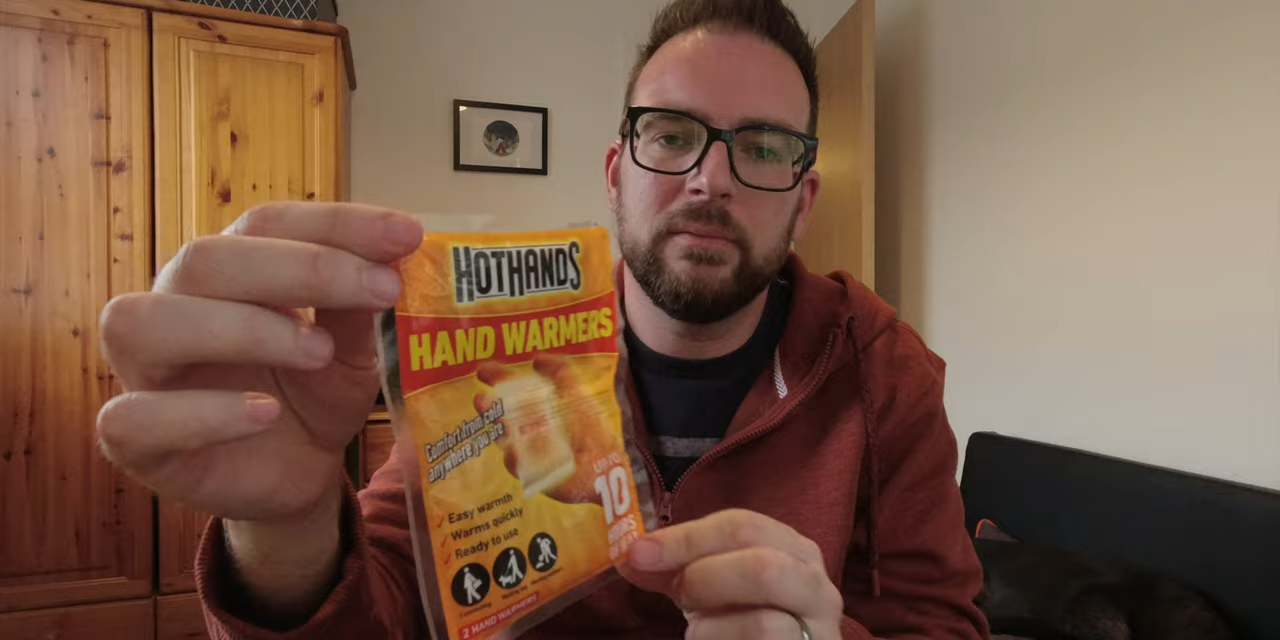 HOTHANDS
HAND WARMERS
Comfort from cold
anywhere you are
UP TO
10
HOURS
Easy warmth
Warms quickly
Ready to use
2 HAND WARMERS